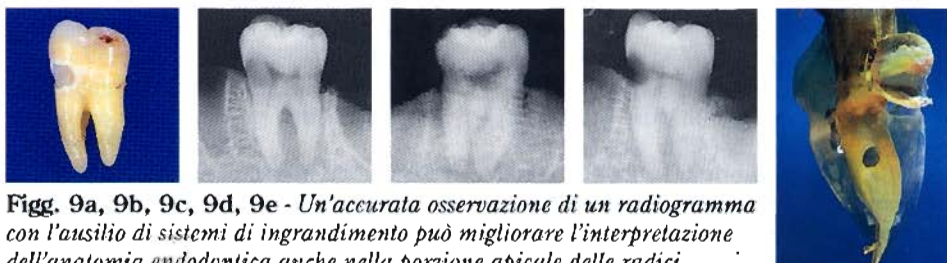 Figg. 9a, 9b, 9c, 9d, 9e - Un'accurata osservazione di un radiogramma
con l'ausilio di sistemi di ingrandimento può migliorare l'interpretazione
dell'anatomia endodontica anche nella porzione apicale delle radici.